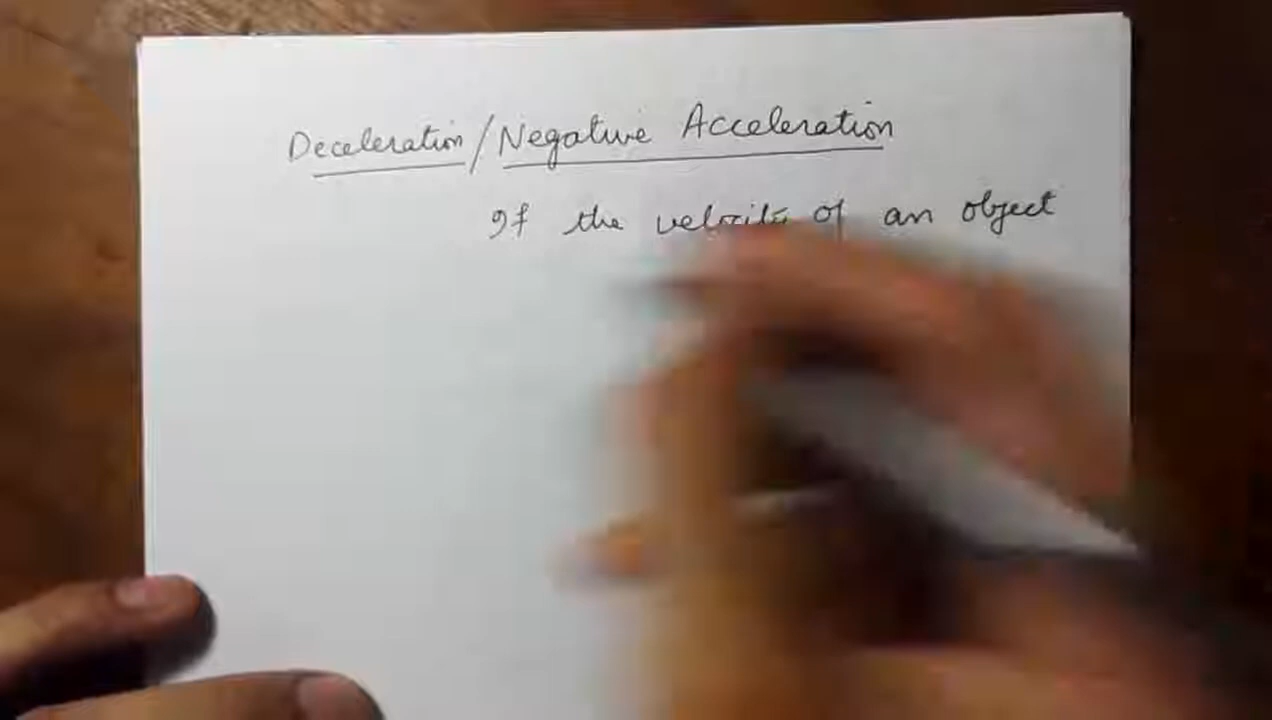 Deceleration/Negative Acceleration
If the velocity of an object